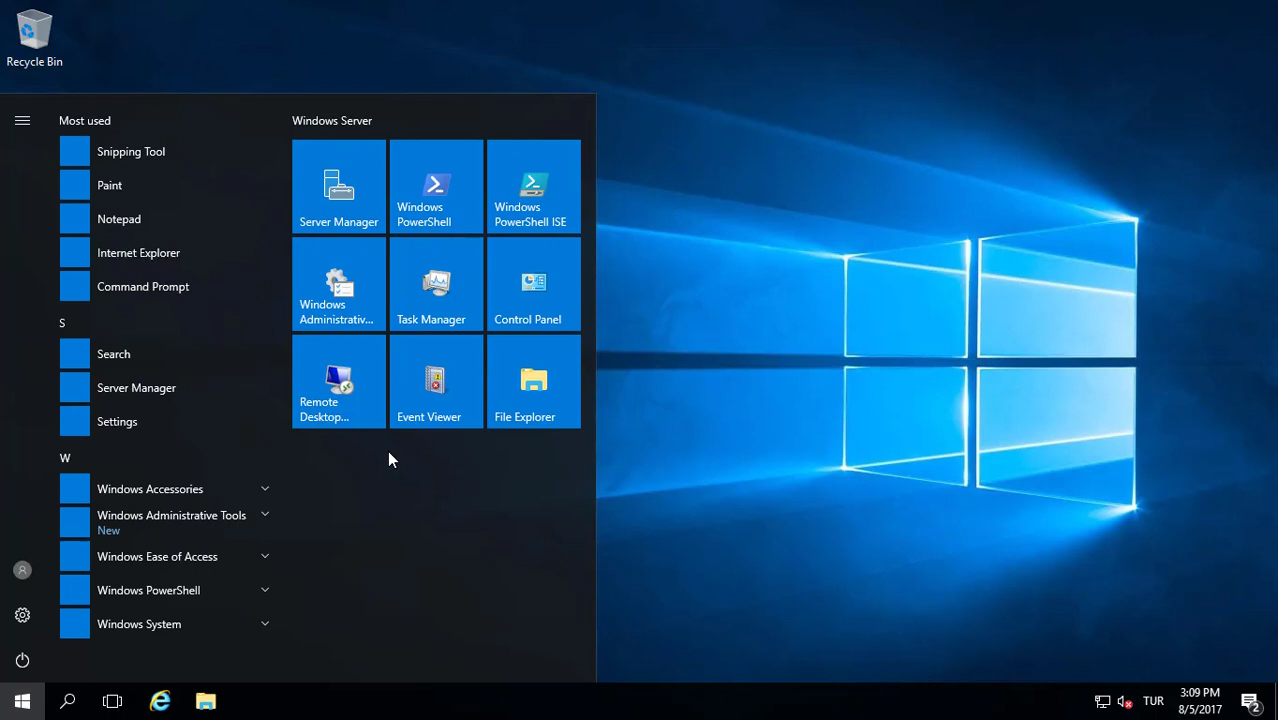 Recycle Bin
Most used
Snipping Tool
Paint
Notepad
Internet Explorer
Command Prompt
S
Search
Server Manager
Settings
W
Windows Accessories
Windows Administrative Tools
New
Windows Ease of Access
Windows PowerShell
Windows System
Windows Server
Server Manager
Windows
PowerShell
Windows
PowerShell ISE
Windows
Administrativ...
Task Manager
Control Panel
Remote
Desktop...
Event Viewer
File Explorer
TUR
3:09 PM
8/5/2017
2